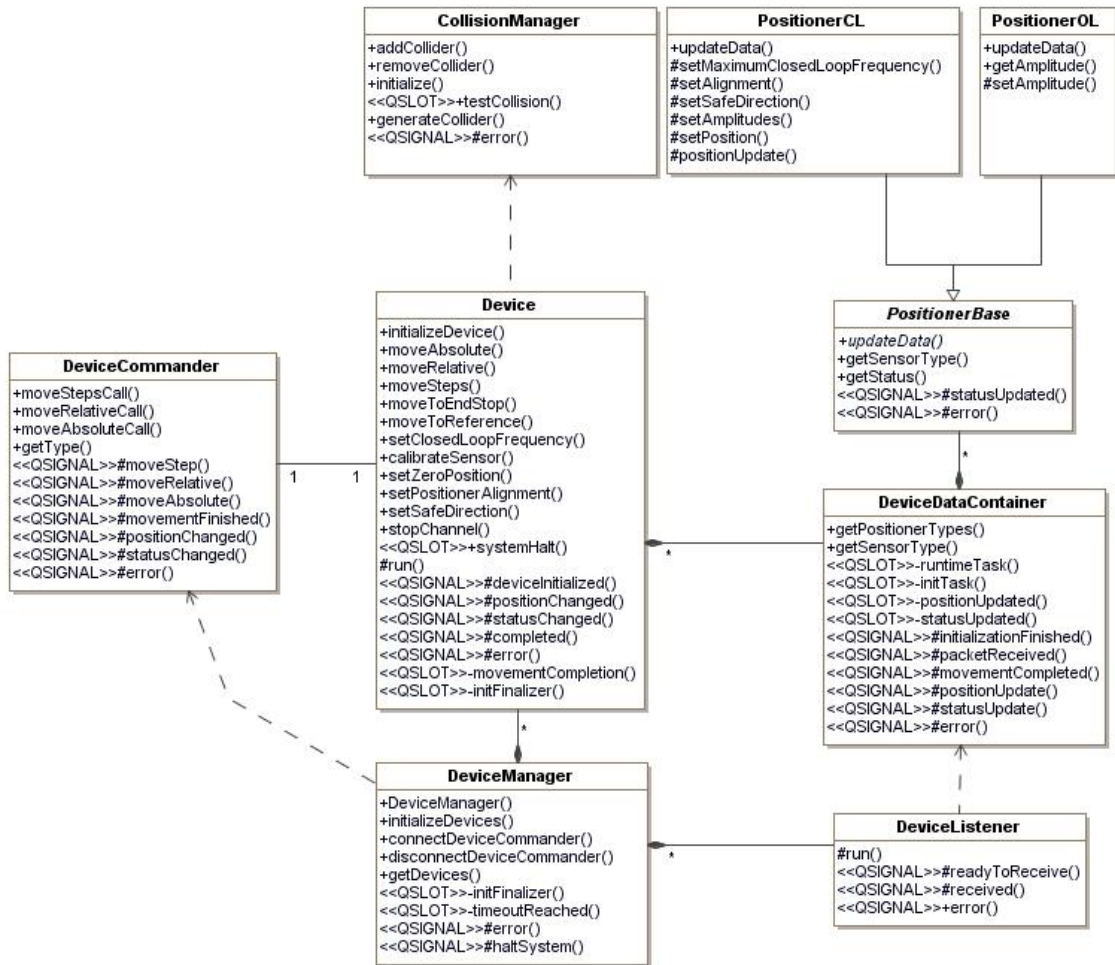 CollisionManager
+addCollider()
+removeCollider()
+initialize()
<<QSLOT>>+testCollision()
+generateCollider()
<<QSIGNAL>>#error()
PositionerCL
+updateData()
#setMaximumClosedLoopFrequency()
#setAlignment()
#setSafeDirection()
#setAmplitudes()
#setPosition()
#positionUpdate()
PositionerOL
+updateData()
+getAmplitude()
#setAmplitude()
DeviceCommander
+moveStepsCall()
+moveRelativeCall()
+moveAbsoluteCall()
+getType()
<<QSIGNAL>>#moveStep()
<<QSIGNAL>>#moveRelative()
<<QSIGNAL>>#moveAbsolute()
<<QSIGNAL>>#movementFinished()
<<QSIGNAL>>#positionChanged()
<<QSIGNAL>>#statusChanged()
<<QSIGNAL>>#error()
1
1
Device
+initializeDevice()
+moveAbsolute()
+moveRelative()
+moveSteps()
+moveToEndStop()
+moveToReference()
+setClosedLoopFrequency()
+calibrateSensor()
+setZeroPosition()
+setPositionerAlignment()
+setSafeDirection()
+stopChannel()
<<QSLOT>>+systemHalt()
#run()
<<QSIGNAL>>#deviceInitialized()
<<QSIGNAL>>#positionChanged()
<<QSIGNAL>>#statusChanged()
<<QSIGNAL>>#completed()
<<QSIGNAL>>#error()
<<QSLOT>>-movementCompletion()
<<QSLOT>>-initFinalizer()
*
*
PositionerBase
+updateData()
+getSensorType()
+getStatus()
<<QSIGNAL>>#statusUpdated()
<<QSIGNAL>>#error()
*
DeviceDataContainer
+getPositionerTypes()
+getSensorType()
<<QSLOT>>-runtimeTask()
<<QSLOT>>-initTask()
<<QSLOT>>-positionUpdated()
<<QSLOT>>-statusUpdated()
<<QSIGNAL>>#initializationFinished()
<<QSIGNAL>>#packetReceived()
<<QSIGNAL>>#movementCompleted()
<<QSIGNAL>>#positionUpdate()
<<QSIGNAL>>#statusUpdate()
<<QSIGNAL>>#error()
DeviceManager
+DeviceManager()
+initializeDevices()
+connectDeviceCommander()
+disconnectDeviceCommander()
+getDevices()
<<QSLOT>>-initFinalizer()
<<QSLOT>>-timeoutReached()
<<QSIGNAL>>#error()
<<QSIGNAL>>#haltSystem()
*
DeviceListener
#run()
<<QSIGNAL>>#readyToReceive()
<<QSIGNAL>>#received()
<<QSIGNAL>>+error()